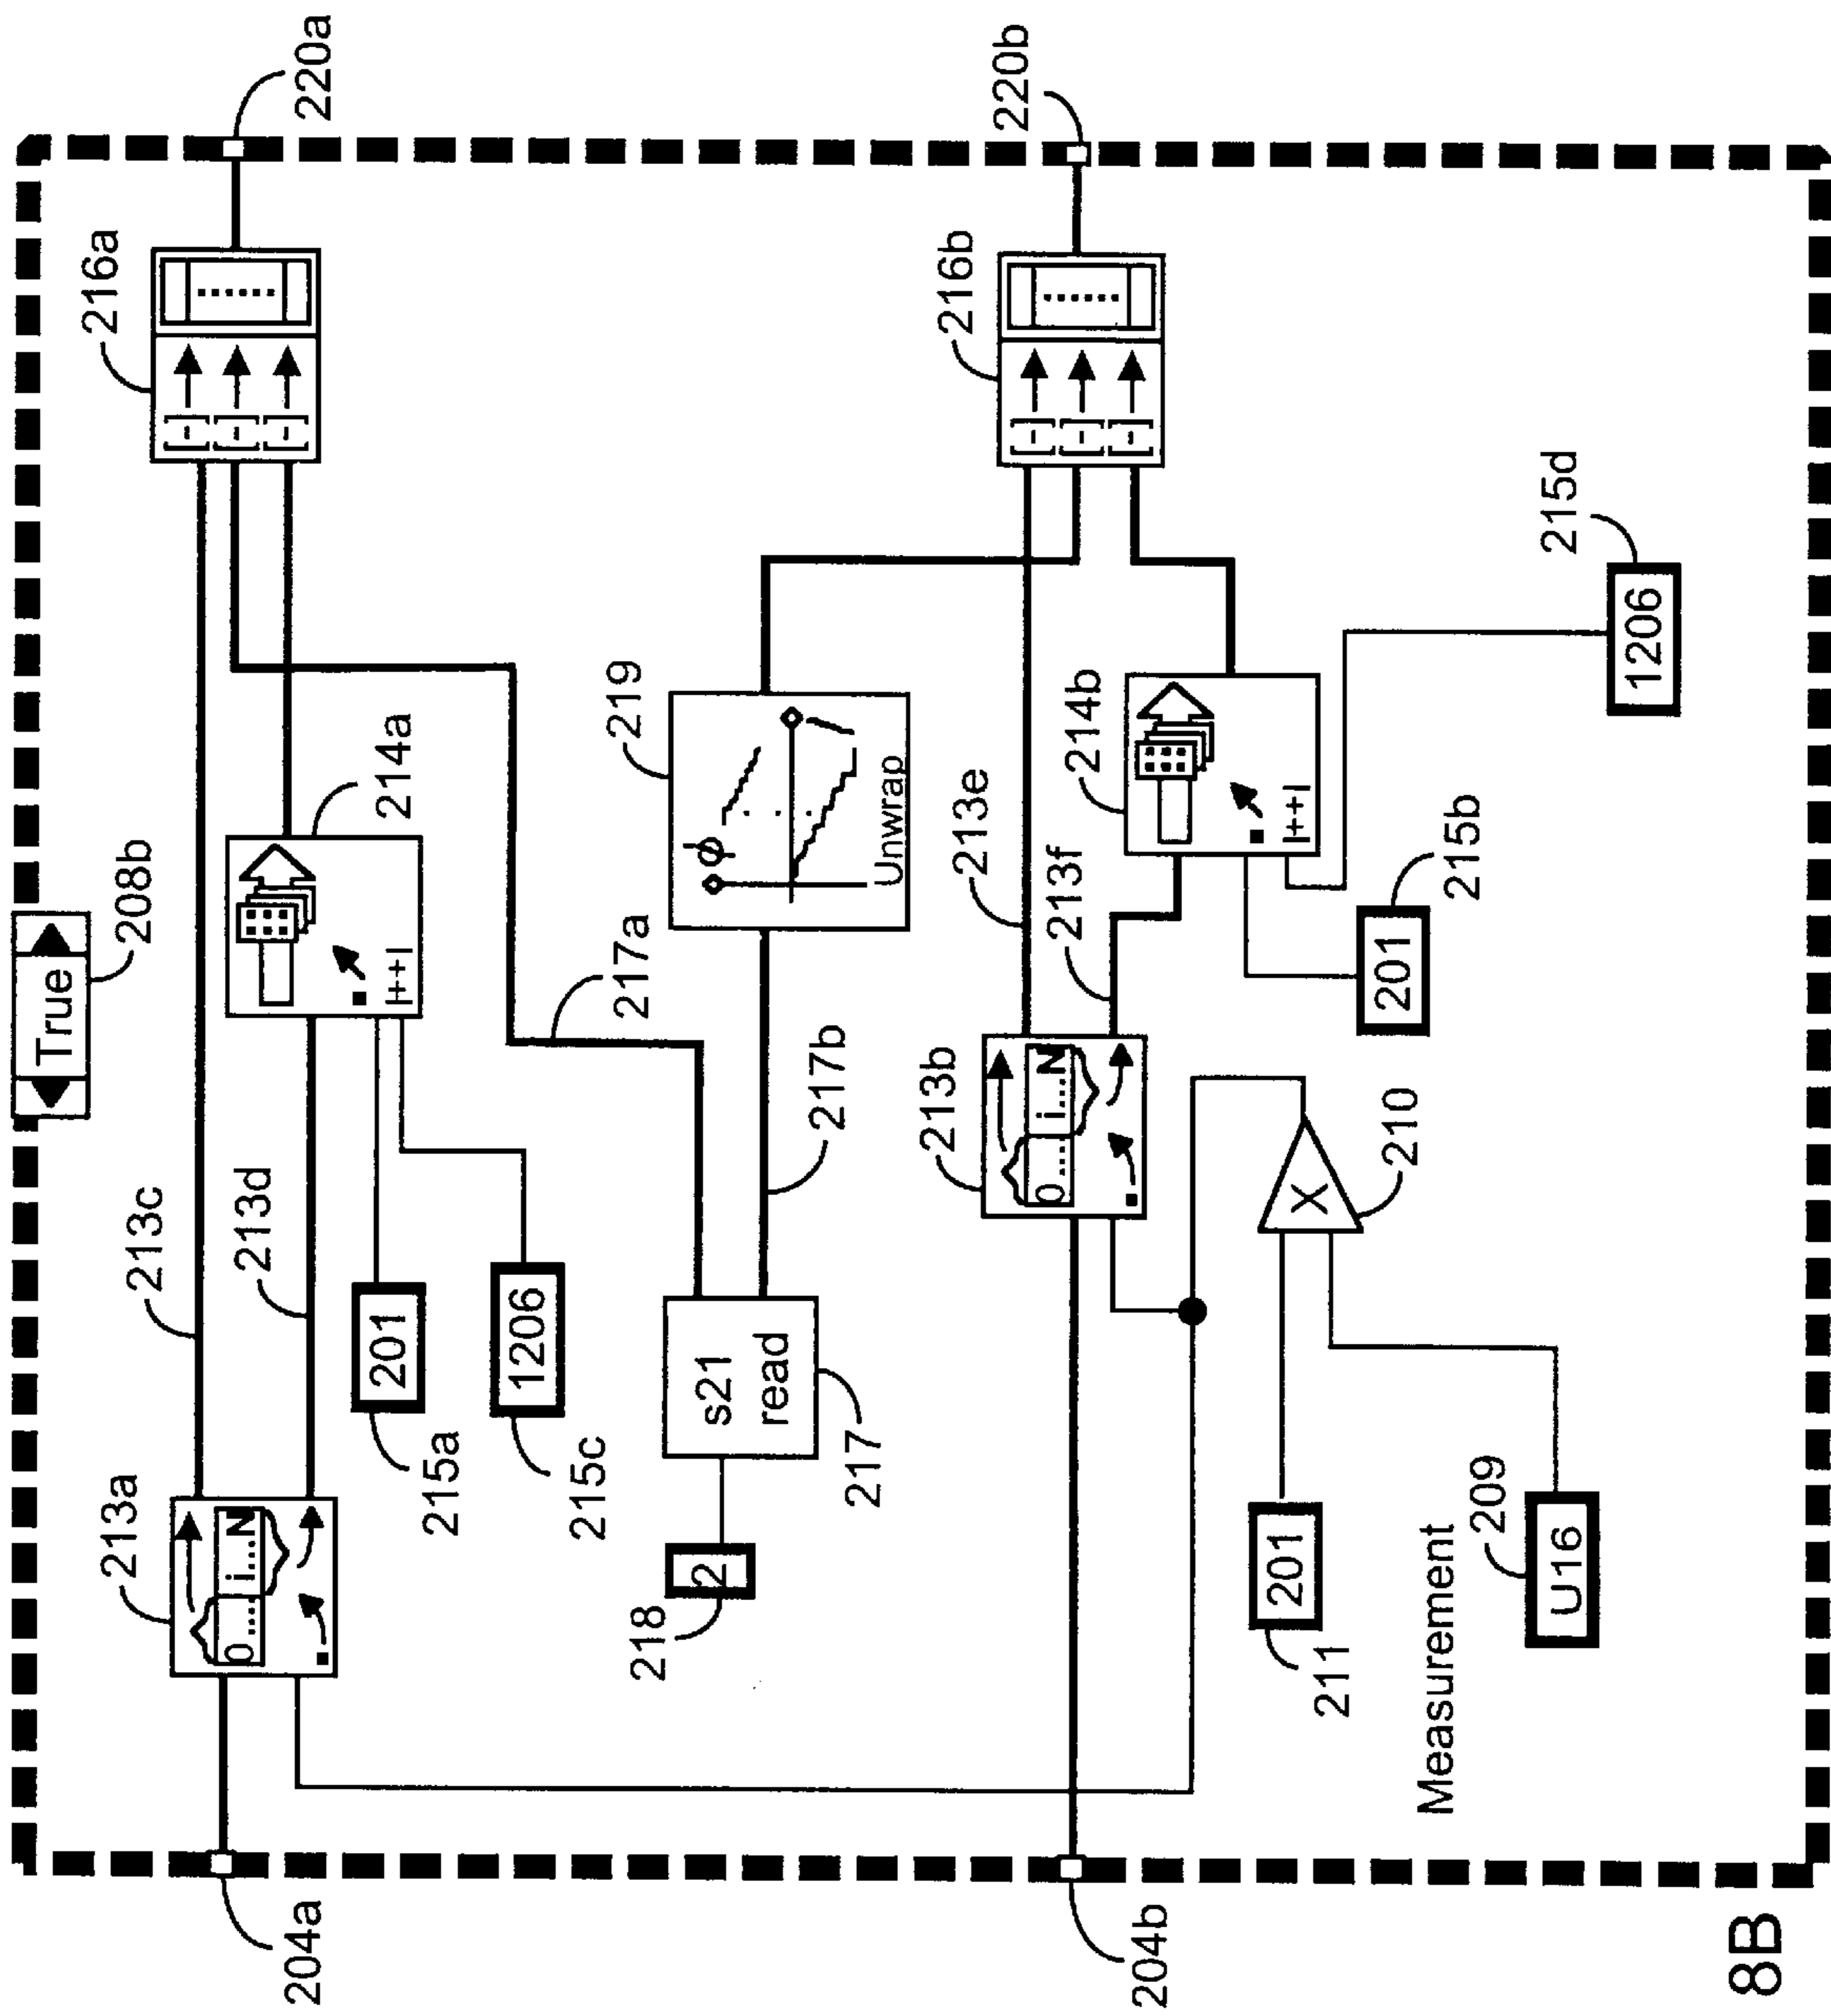 True
208b
204a
213a
0....i....N
213c
213d
214a
|++|
201
215a
1206
215c
216a
220a
218
2
s21
read
217
217a
217b
219
Unwrap
204b
213b
0....i....N
213e
213f
214b
|++|
201
215b
1206
215d
216b
220b
X
210
201
211
Measurement
U16
209
8B